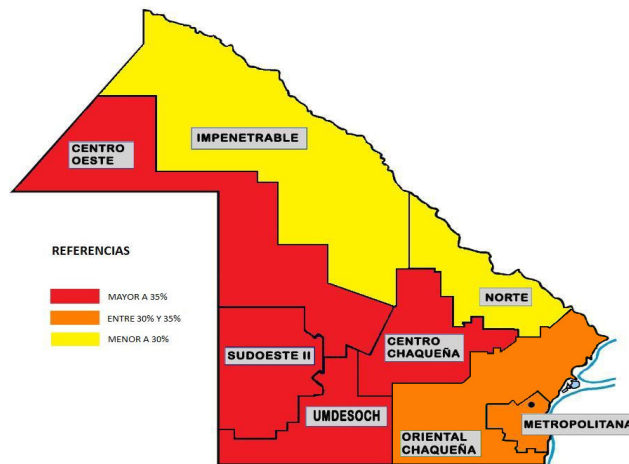 IMPENETRABLE
CENTRO
OESTE
REFERENCIAS
MAYOR A 35%
ENTRE 30% Y 35%
MENOR A 30%
NORTE
CENTRO
CHAQUEÑA
SUDOESTE II
UMDESOCH
METROPOLITANA
ORIENTAL
CHAQUEÑA